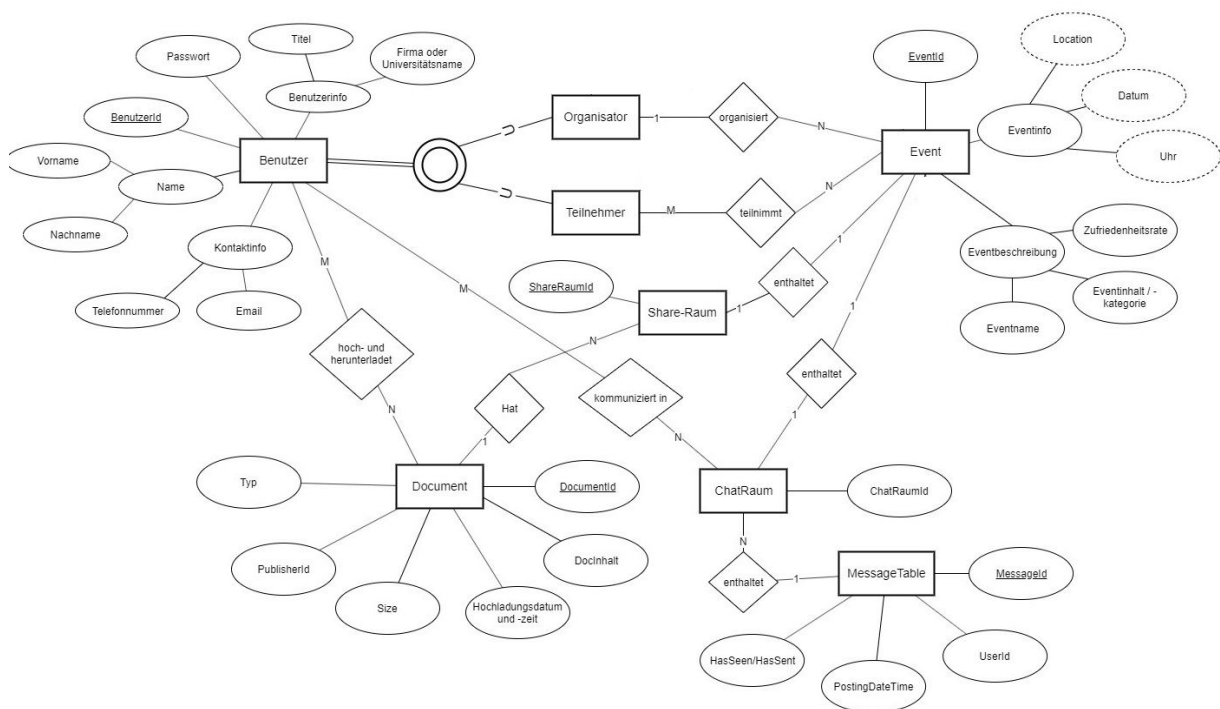 Titel
Firma oder
Universitätsname
Passwort
Benutzerinfo
BenutzerId
Benutzer
Vorname
Name
Nachname
Kontaktinfo
Telefonnummer
Email
Organisator
1
organisiert
N
Teilnehmer
M
teilnimmt
N
EventId
Event
Location
Datum
Eventinfo
Uhr
Eventbeschreibung
Zufriedenheitsrate
Eventinhalt / -
kategorie
Eventname
ShareRaumId
Share-Raum
1
enthaltet
1
M
hoch- und
herunterladet
N
M
kommuniziert in
N
N
Hat
1
1
enthaltet
1
Typ
Document
DocumentId
PublisherId
Size
Hochladungsdatum
und -zeit
DocInhalt
ChatRaum
ChatRaumId
N
enthaltet
1
MessageTable
MessageId
HasSeen/HasSent
PostingDateTime
UserId